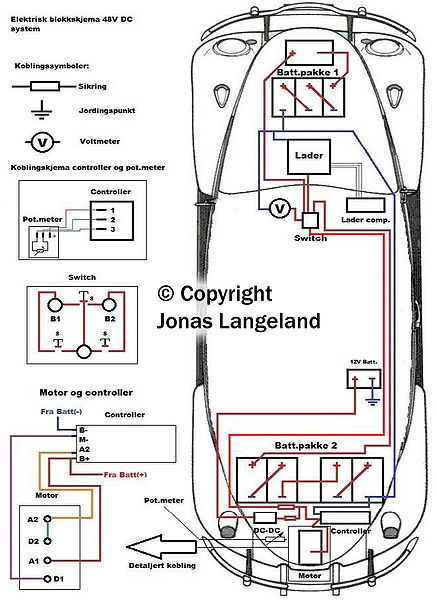 Elektrisk blokkskjema 48V DC
system
Koblingssymboler:
Sikring
Jordingspunkt
V
Voltmeter
Koblingskjema controller og pot.meter
Controller
Pot.meter
1
2
3
Switch
S
B1
B2
S
S
Motor og controller
Fra Batt(-)
Controller
B-
M-
A2
B+
Fra Batt(+)
Motor
A2
D2
A1
D1
Batt.pakke 1
Lader
Lader comp.
V
Switch
© Copyright
Jonas Langeland
12V Batt.
Batt.pakke 2
Pot.meter
DC-DC
Controller
Detaljert kobling
Motor